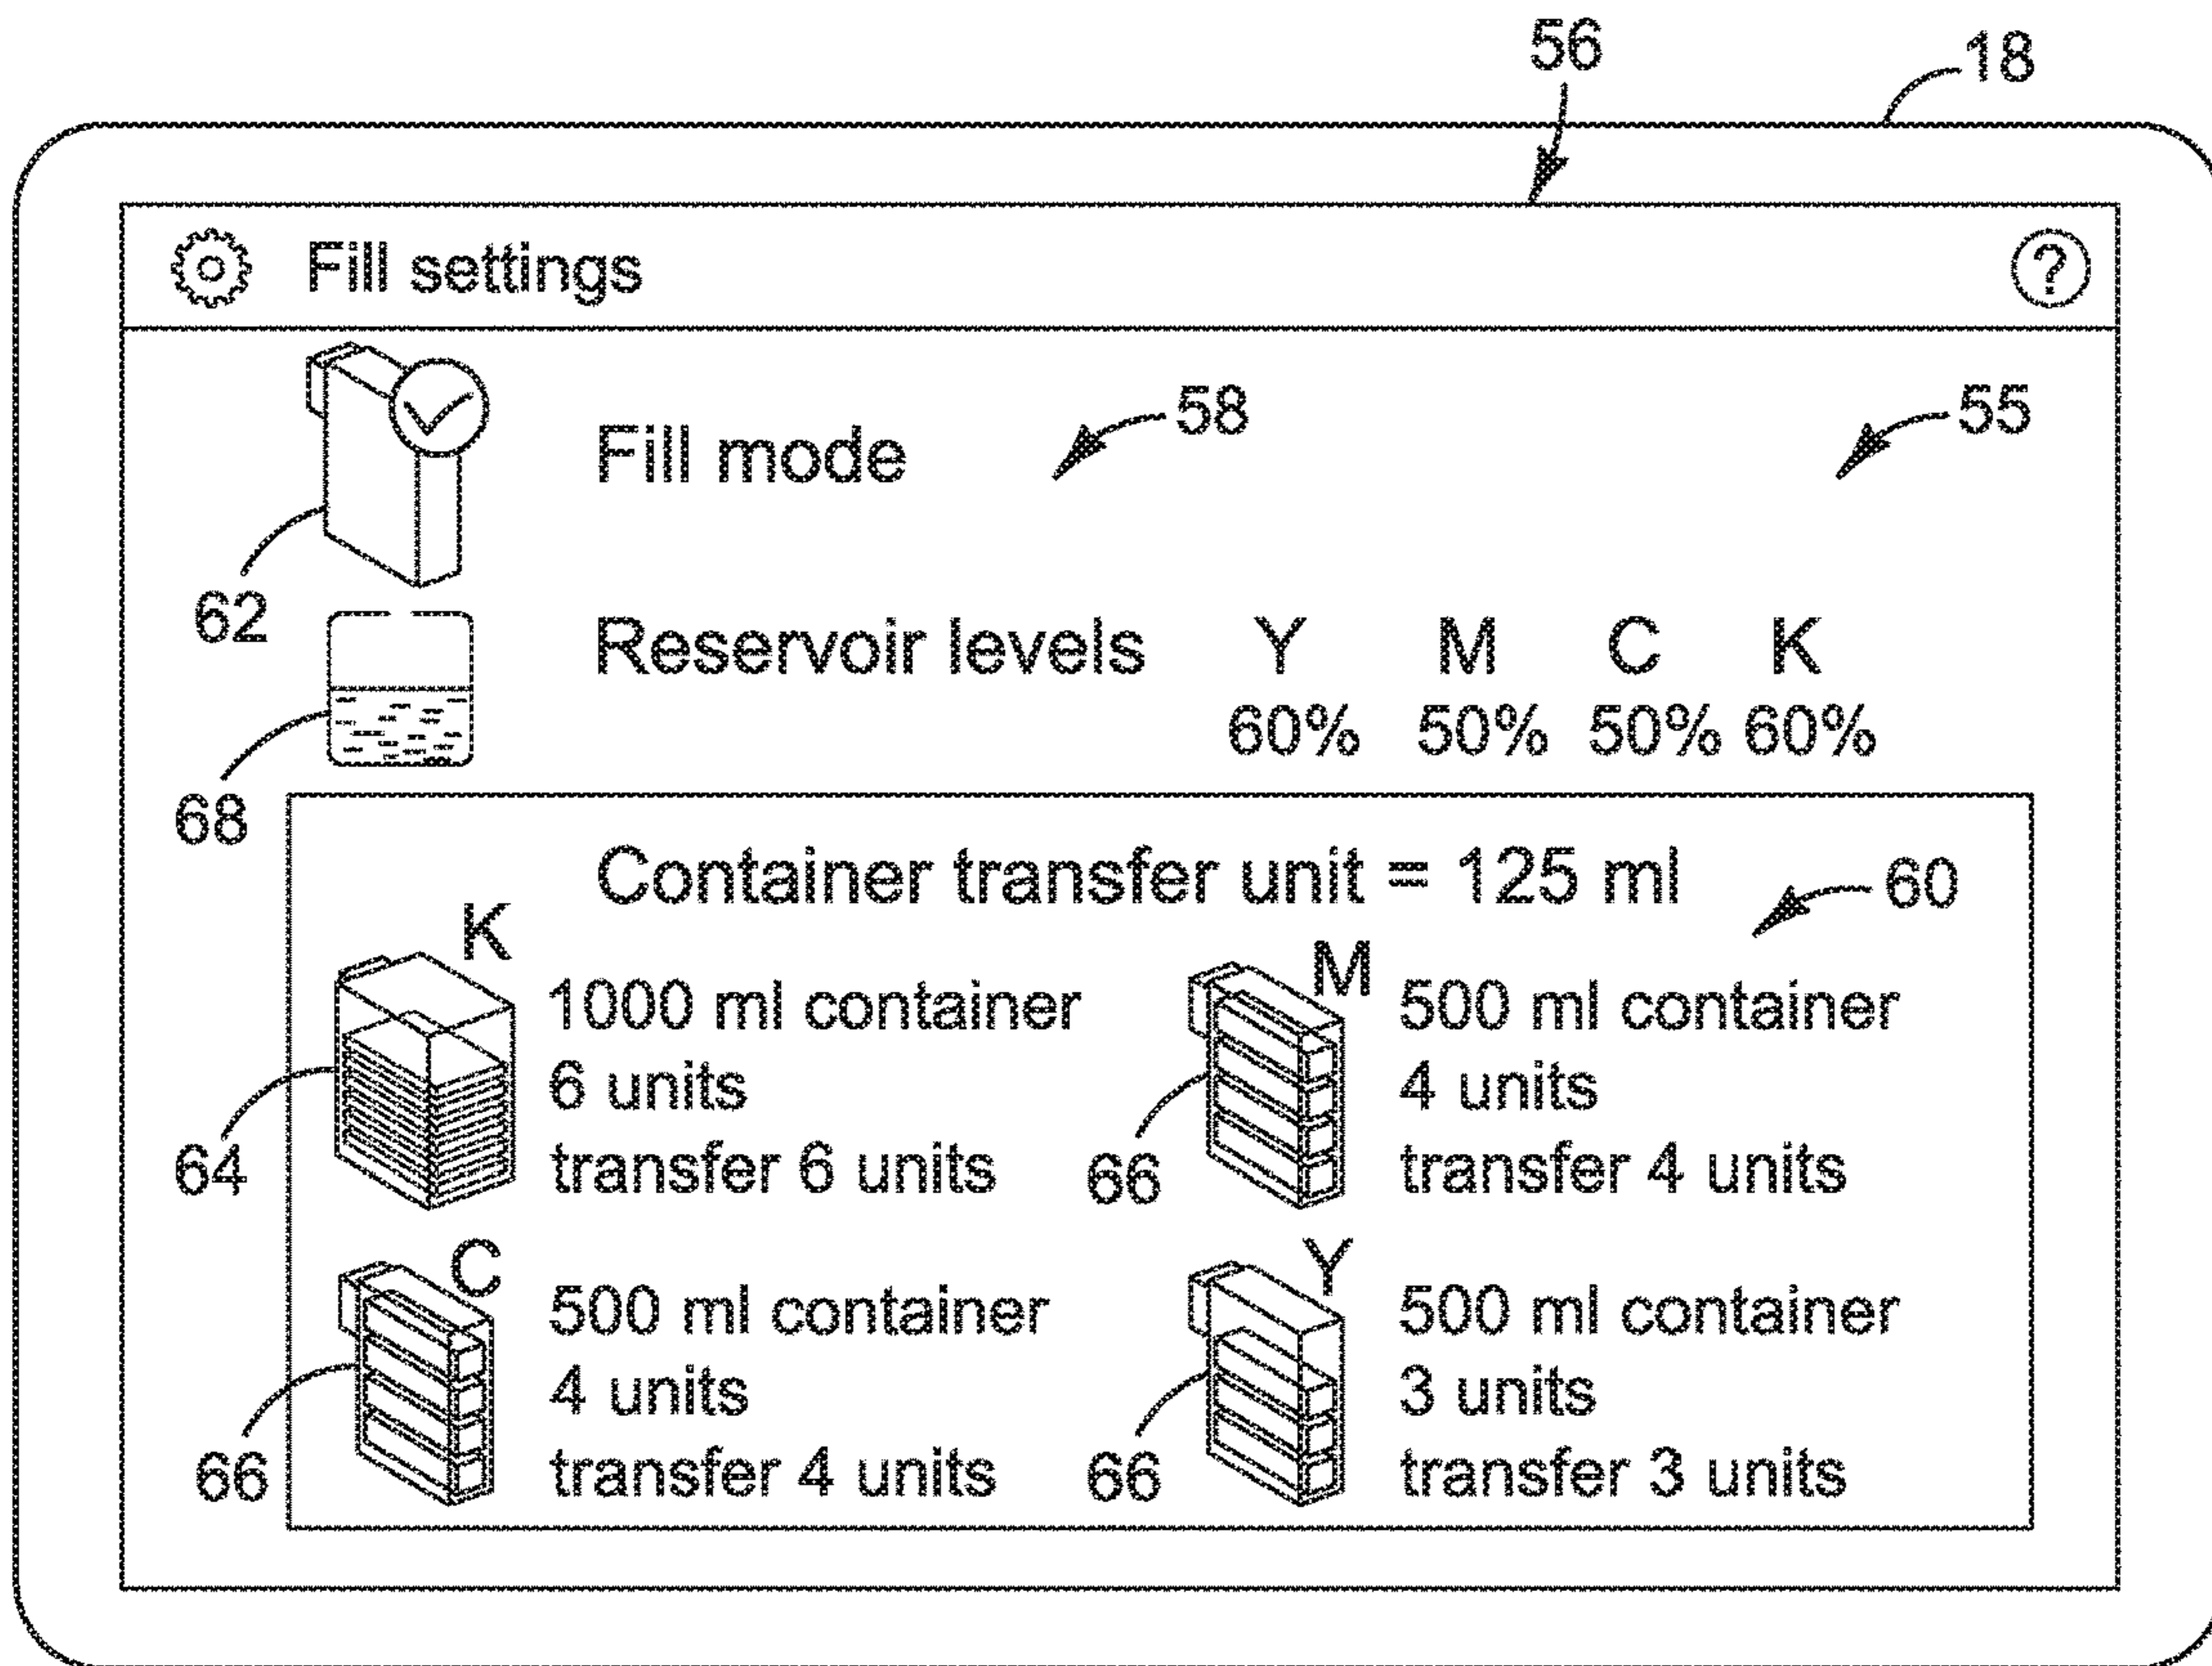 56
18
Fill settings ?
Fill mode
58
55
62
Reservoir levels Y M C K
60% 50% 50% 60%
68
Container transfer unit = 125 ml
60
K
1000 ml container
6 units
transfer 6 units
64
M
500 ml container
4 units
transfer 4 units
66
C
500 ml container
4 units
transfer 4 units
66
Y
500 ml container
3 units
transfer 3 units
66